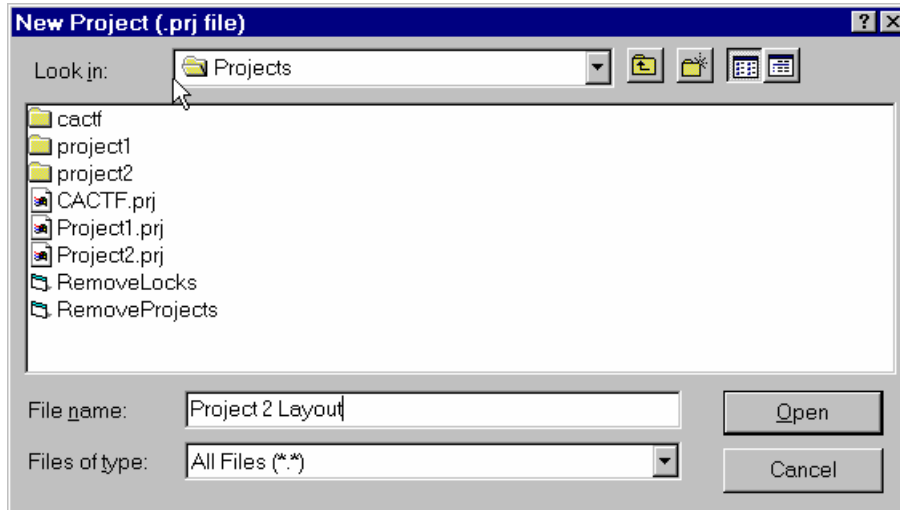 New Project (.prj file)
Look in: Projects
cactf
project1
project2
CACTF.prj
Project1.prj
Project2.prj
RemoveLocks
RemoveProjects
File name: Project 2 Layout Open
Files of type: All Files (*.*) Cancel